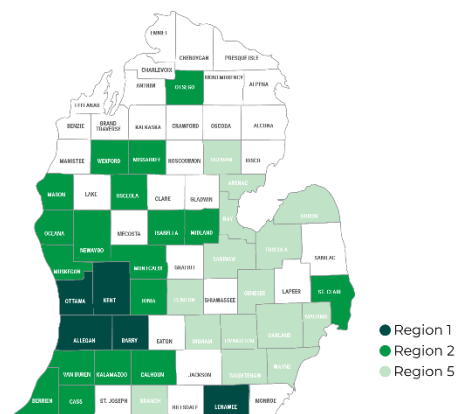 EMMET
CHEBOYGAN
PRESQUE ISLE
CHARLEVOIX
ANTRIM
OTSEGO
MONTMORENCY
ALPENA
LEELANAU
BENZIE
GRAND
TRAVERSE
KALKASKA
CRAWFORD
OSCODA
ALCONA
MANISTEE
WEXFORD
MISSAUKEE
ROSCOMMON
OGEMAW
IOSCO
ARENAC
MASON
LAKE
OSCEOLA
CLARE
GLADWIN
HURON
BAY
OCEANA
NEWAYGO
MECOSTA
ISABELLA
MIDLAND
TUSCOLA
SANILAC
SAGINAW
MUSKEGON
MONTCALM
GRATIOT
GENESEE
LAPEER
ST. CLAIR
OTTAWA
KENT
IONIA
CLINTON
SHIAWASSEE
MACOMB
ALLEGAN
BARRY
EATON
INGHAM
LIVINGSTON
OAKLAND
VAN BUREN
KALAMAZOO
CALHOUN
JACKSON
WASHTENAW
WAYNE
BERRIEN
CASS
ST. JOSEPH
BRANCH
HILLSDALE
LENAWEE
MONROE
Region 1
Region 2
Region 5